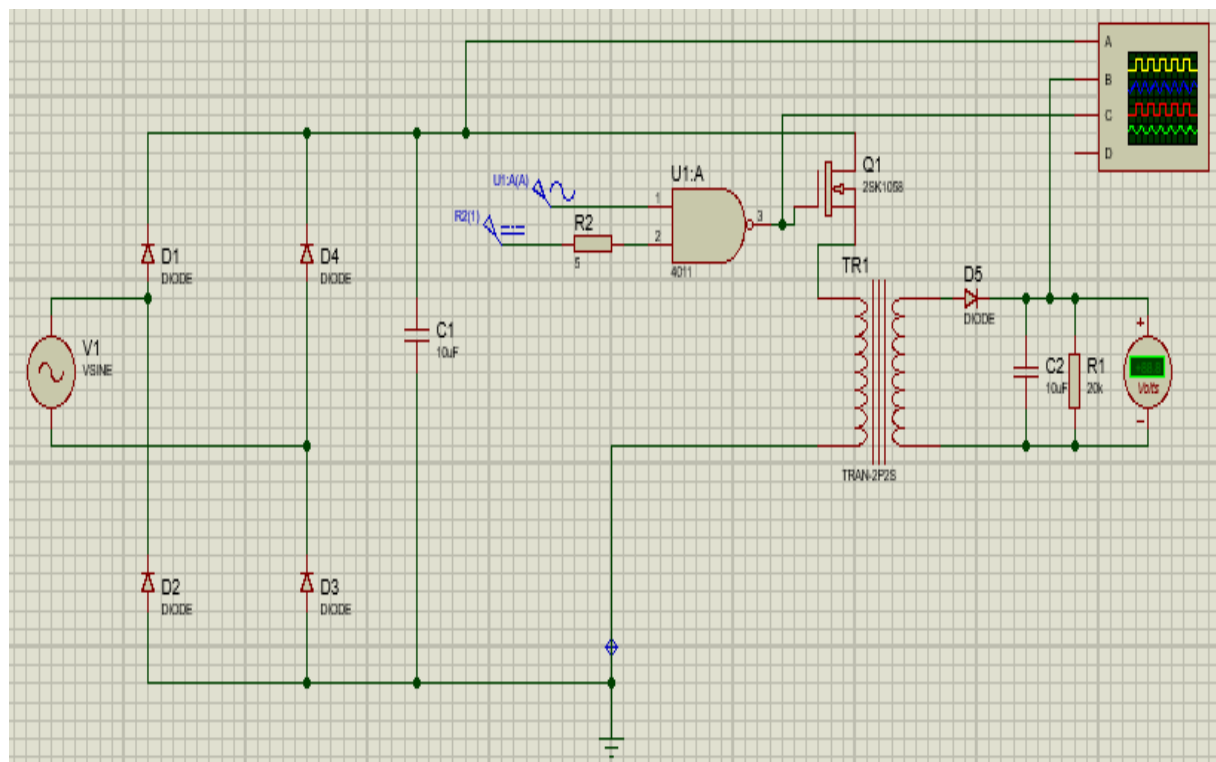 A
B
C
D
U1:A
Q1
2SK1058
U1:A(A)
1
R2(1)
R2
3
2
5
4011
D1
DIODE
D4
DIODE
TR1
D5
DIODE
V1
VSINE
C1
10uF
+
C2
10uF
R1
20k
Volts
-
TRAN-2P2S
D2
DIODE
D3
DIODE